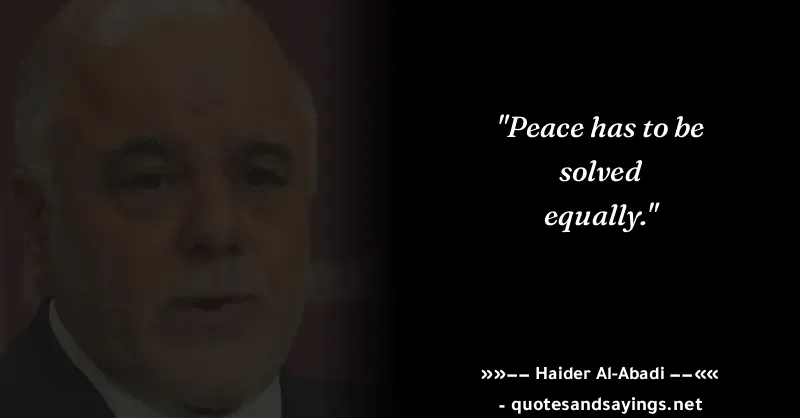 "Peace has to be
solved
equally."
»»−− Haider Al-Abadi −−««
- quotesandsayings.net